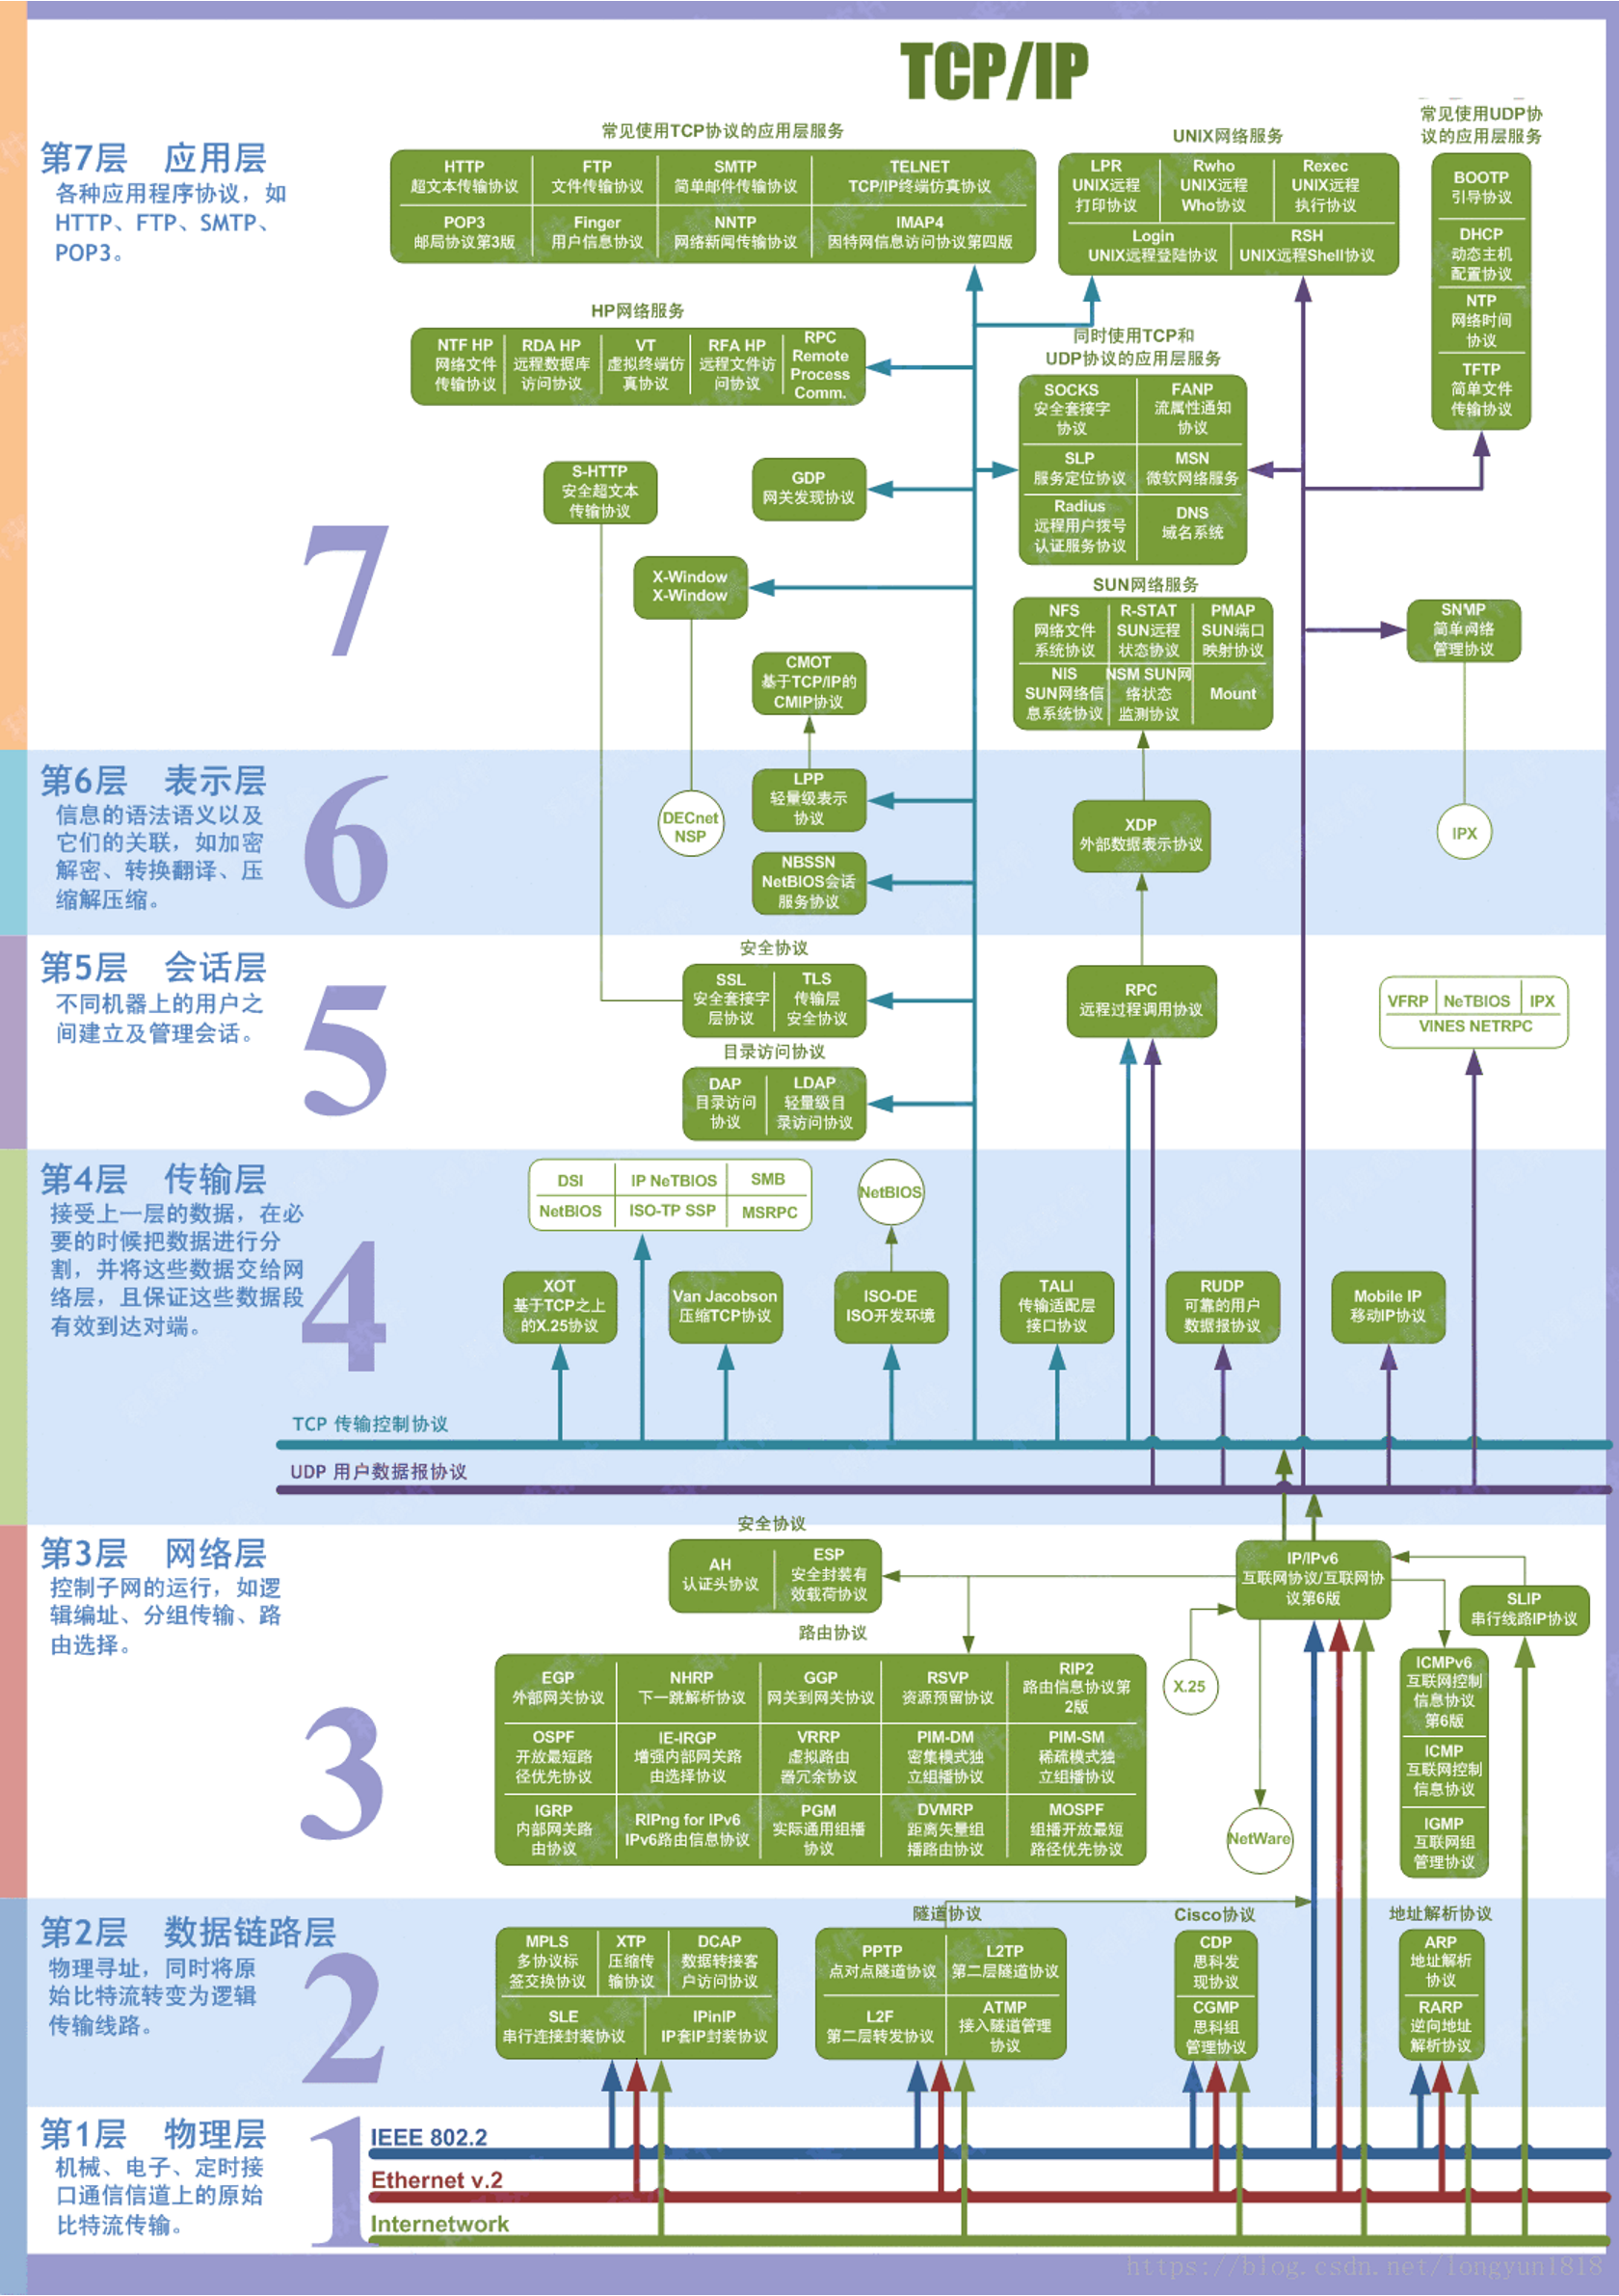 TCP/IP
第7层 应用层
各种应用程序协议，如
HTTP、FTP、SMTP、
POP3。
7
常见使用TCP协议的应用层服务
HTTP
超文本传输协议
FTP
文件传输协议
SMTP
简单邮件传输协议
TELNET
TCP/IP终端仿真协议
POP3
邮局协议第3版
Finger
用户信息协议
NNTP
网络新闻传输协议
IMAP4
因特网信息访问协议第四版
UNIX网络服务
LPR
UNIX远程
打印协议
Rwho
UNIX远程
Who协议
Rexec
UNIX远程
执行协议
Login
UNIX远程登陆协议
RSH
UNIX远程Shell协议
常见使用UDP协
议的应用层服务
BOOTP
引导协议
DHCP
动态主机
配置协议
NTP
网络时间
协议
TFTP
简单文件
传输协议
HP网络服务
NTF HP
网络文件
传输协议
RDA HP
远程数据库
访问协议
VT
虚拟终端仿
真协议
RFA HP
远程文件访
问协议
RPC
Remote
Process
Comm.
同时使用TCP和
UDP协议的应用层服务
SOCKS
安全套接字
协议
FANP
流属性通知
协议
SLP
服务定位协议
MSN
微软网络服务
Radius
远程用户拨号
认证服务协议
DNS
域名系统
S-HTTP
安全超文本
传输协议
GDP
网关发现协议
X-Window
X-Window
CMOT
基于TCP/IP的
CMIP协议
SUN网络服务
NFS
网络文件
系统协议
R-STAT
SUN远程
状态协议
PMAP
SUN端口
映射协议
NIS
SUN网络信
息系统协议
NSM SUN网
络状态
监测协议
Mount
SNMP
简单网络
管理协议
第6层 表示层
信息的语法语义以及
它们的关联，如加密
解密、转换翻译、压
缩解压缩。
6
DECnet
NSP
LPP
轻量级表示
协议
NBSSN
NetBIOS会话
服务协议
XDP
外部数据表示协议
IPX
第5层 会话层
不同机器上的用户之
间建立及管理会话。
5
安全协议
SSL
安全套接字
层协议
TLS
传输层
安全协议
目录访问协议
DAP
目录访问
协议
LDAP
轻量级目
录访问协议
RPC
远程过程调用协议
VFRP
NeTBIOS
IPX
VINES NETRPC
第4层 传输层
接受上一层的数据，在必
要的时候把数据进行分
割，并将这些数据交给网
络层，且保证这些数据段
有效到达对端。
4
DSI
IP NeTBIOS
SMB
NetBIOS
ISO-TP SSP
MSRPC
NetBIOS
XOT
基于TCP之上
的X.25协议
Van Jacobson
压缩TCP协议
ISO-DE
ISO开发环境
TALI
传输适配层
接口协议
RUDP
可靠的用户
数据报协议
Mobile IP
移动IP协议
TCP 传输控制协议
UDP 用户数据报协议
第3层 网络层
控制子网的运行，如逻
辑编址、分组传输、路
由选择。
3
安全协议
AH
认证头协议
ESP
安全封装有
效载荷协议
IP/IPv6
互联网协议/互联网协
议第6版
SLIP
串行线路IP协议
路由协议
EGP
外部网关协议
NHRP
下一跳解析协议
GGP
网关到网关协议
RSVP
资源预留协议
RIP2
路由信息协议第
2版
OSPF
开放最短路
径优先协议
IE-IRGP
增强内部网关路
由选择协议
VRRP
虚拟路由
器冗余协议
PIM-DM
密集模式独
立组播协议
PIM-SM
稀疏模式独
立组播协议
IGRP
内部网关路
由协议
RIPng for IPv6
IPv6路由信息协议
PGM
实际通用组播
协议
DVMRP
距离矢量组
播路由协议
MOSPF
组播开放最短
路径优先协议
X.25
NetWare
ICMPv6
互联网控制
信息协议
第6版
ICMP
互联网控制
信息协议
IGMP
互联网组
管理协议
第2层 数据链路层
物理寻址，同时将原
始比特流转变为逻辑
传输线路。
2
MPLS
多协议标
签交换协议
XTP
压缩传
输协议
DCAP
数据转接客
户访问协议
SLE
串行连接封装协议
IPinIP
IP套IP封装协议
隧道协议
PPTP
点对点隧道协议
L2TP
第二层隧道协议
L2F
第二层转发协议
ATMP
接入隧道管理
协议
Cisco协议
CDP
思科发
现协议
CGMP
思科组
管理协议
地址解析协议
ARP
地址解析
协议
RARP
逆向地址
解析协议
第1层 物理层
机械、电子、定时接
口通信信道上的原始
比特流传输。
1
IEEE 802.2
Ethernet v.2
Internetwork
https://blog.csdn.net/longyun1818